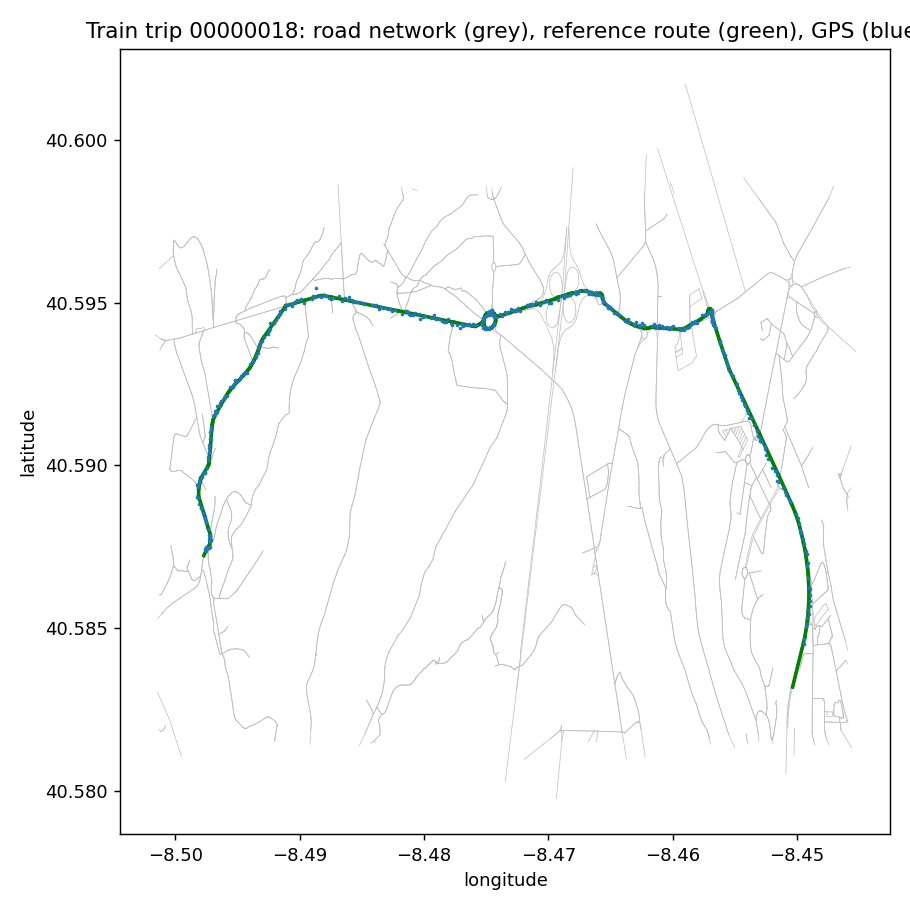 Train trip 00000018: road network (grey), reference route (green), GPS (blue
40.600
40.595
40.590
40.585
40.580
latitude
−8.50 −8.49 −8.48 −8.47 −8.46 −8.45
longitude